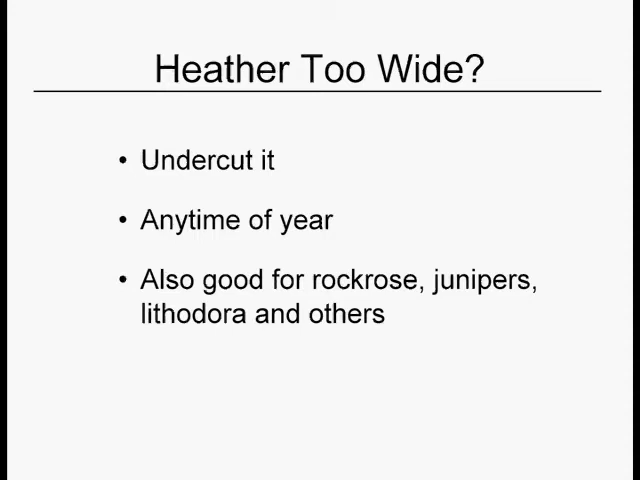 Heather Too Wide?
• Undercut it
• Anytime of year
• Also good for rockrose, junipers,
lithodora and others